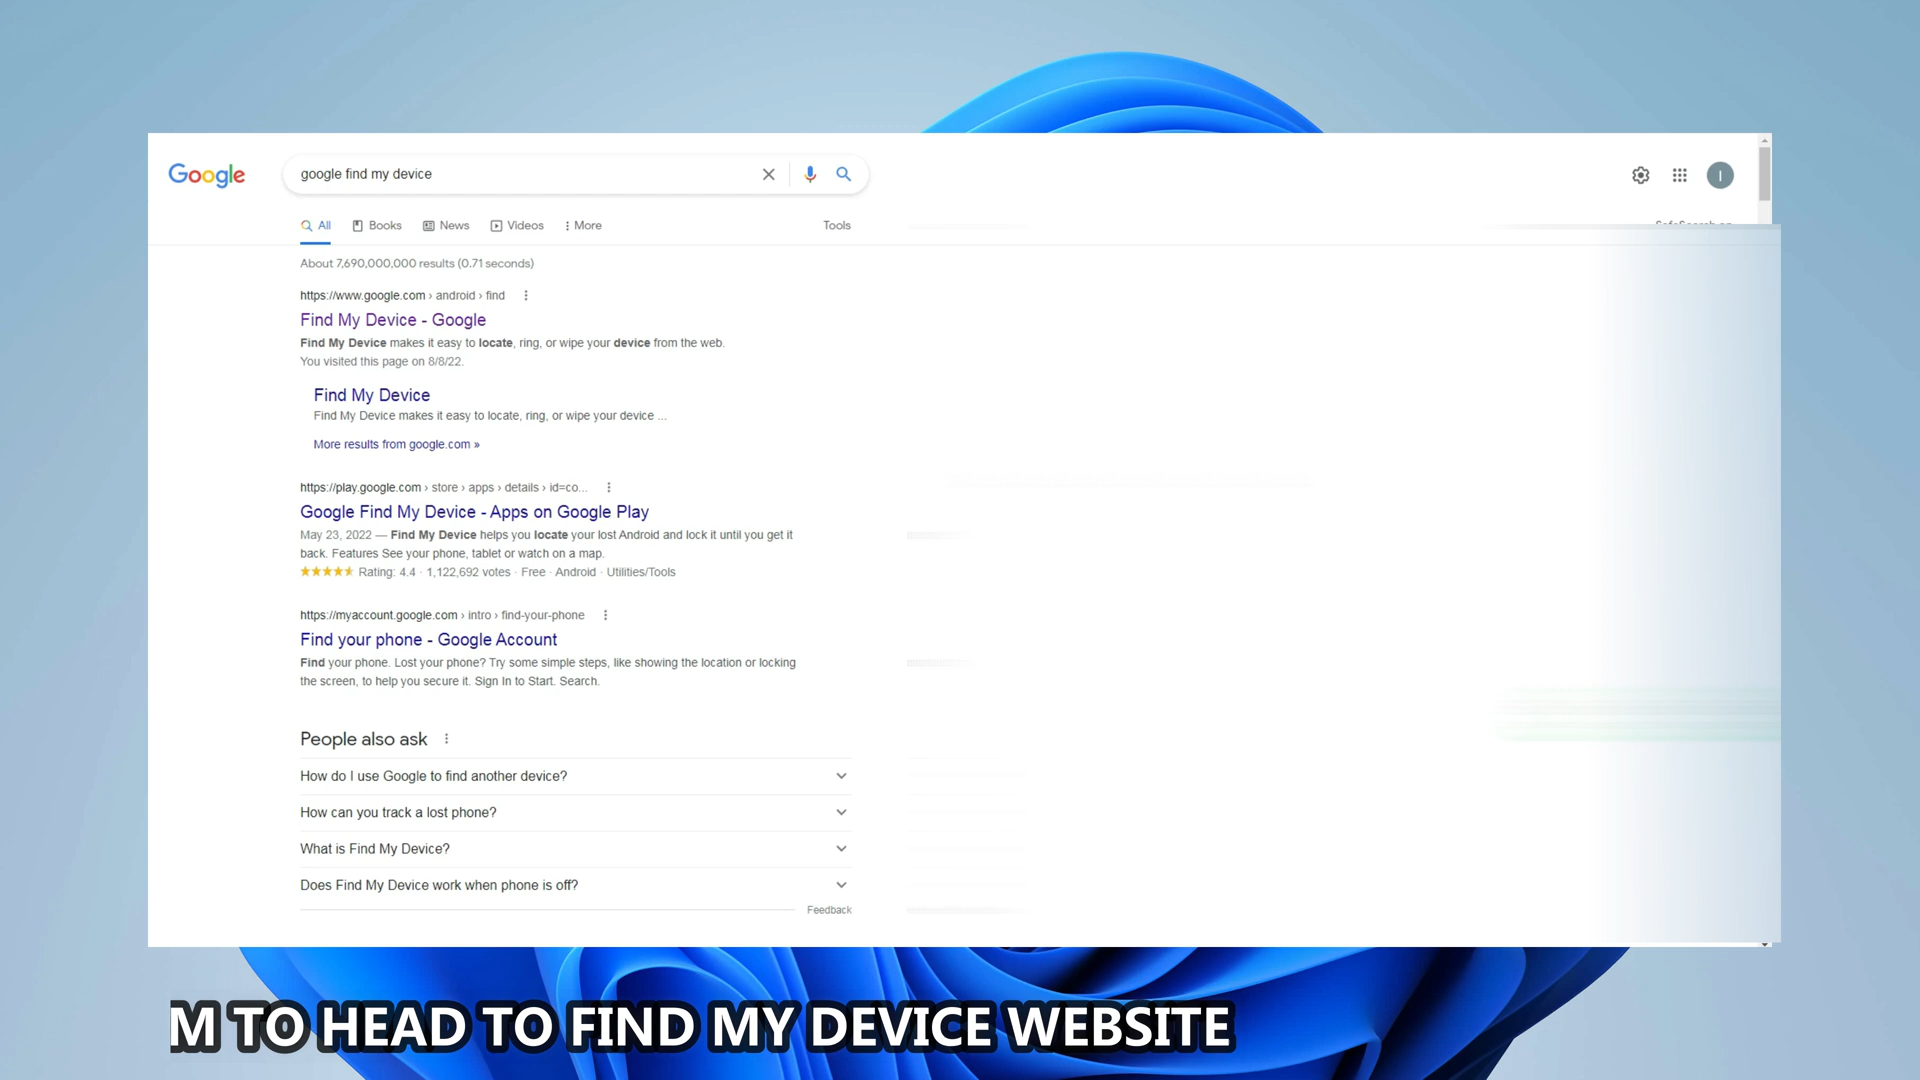 Google
google find my device
I
All
Books
News
Videos
More
Tools
About 7,690,000,000 results (0.71 seconds)
https://www.google.com › android › find
Find My Device - Google
Find My Device makes it easy to locate, ring, or wipe your device from the web.
You visited this page on 8/8/22.
Find My Device
Find My Device makes it easy to locate, ring, or wipe your device ...
More results from google.com »
https://play.google.com › store › apps › details › id=co...
Google Find My Device - Apps on Google Play
May 23, 2022 — Find My Device helps you locate your lost Android and lock it until you get it
back. Features See your phone, tablet or watch on a map.
Rating: 4.4 · 1,122,692 votes · Free · Android · Utilities/Tools
https://myaccount.google.com › intro › find-your-phone
Find your phone - Google Account
Find your phone. Lost your phone? Try some simple steps, like showing the location or locking
the screen, to help you secure it. Sign In to Start. Search.
People also ask
How do I use Google to find another device?
How can you track a lost phone?
What is Find My Device?
Does Find My Device work when phone is off?
Feedback
M TO HEAD TO FIND MY DEVICE WEBSITE